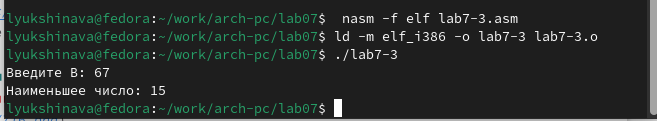 lyukshinava@fedora:~/work/arch-pc/lab07$  nasm -f elf lab7-3.asm
lyukshinava@fedora:~/work/arch-pc/lab07$ ld -m elf_i386 -o lab7-3 lab7-3.o
lyukshinava@fedora:~/work/arch-pc/lab07$ ./lab7-3
Введите B: 67
Наименьшее число: 15
lyukshinava@fedora:~/work/arch-pc/lab07$